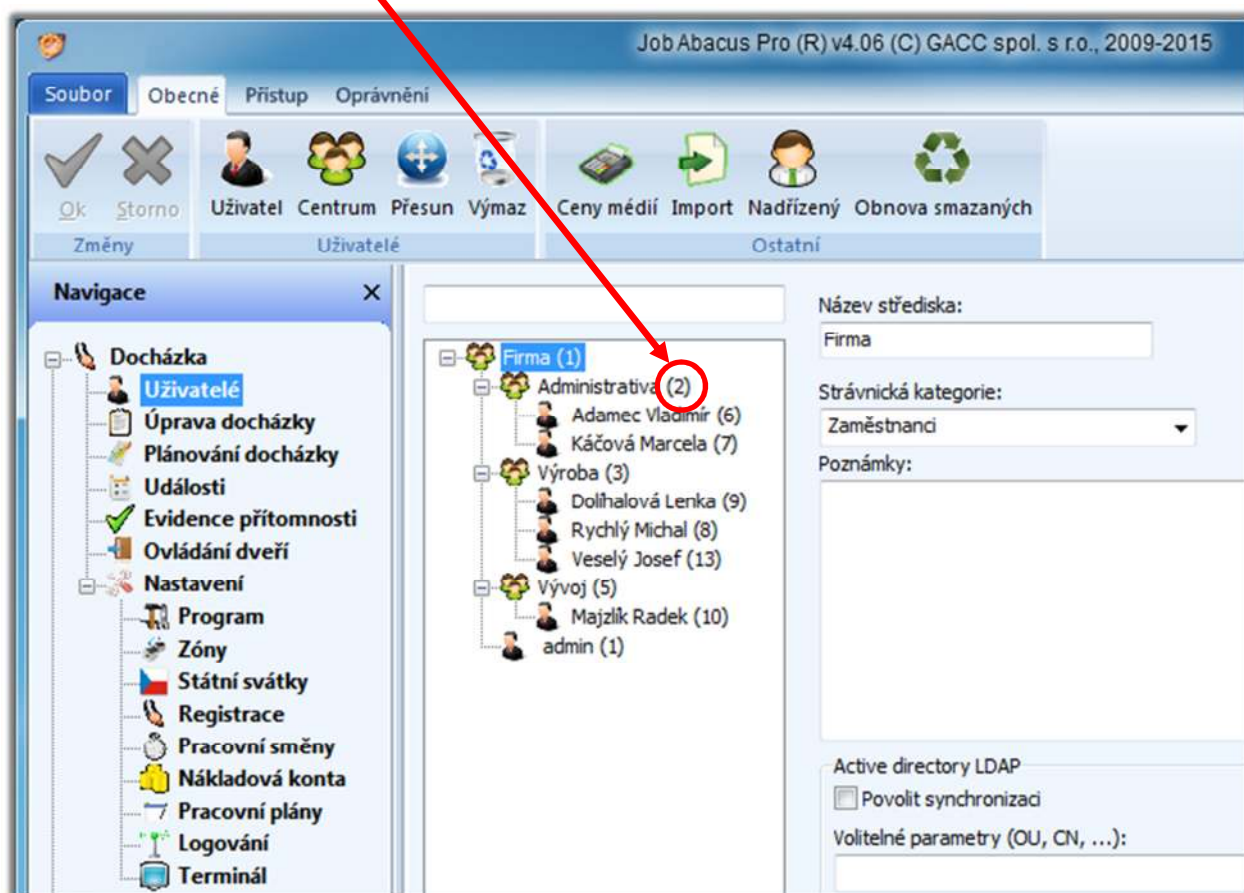 Job Abacus Pro (R) v4.06 (C) GACC spol. s r.o., 2009-2015
Soubor Obecné Přístup Oprávnění
Ok Storno Uživatel Centrum Přesun Výmaz Ceny médií Import Nadřízený Obnova smazaných
Změny Uživatelé Ostatní
Navigace
Docházka
Uživatelé
Úprava docházky
Plánování docházky
Události
Evidence přítomnosti
Ovládání dveří
Nastavení
Program
Zóny
Státní svátky
Registrace
Pracovní směny
Nákladová konta
Pracovní plány
Logování
Terminál
Firma (1)
Administrativa (2)
Adamec Vladimír (6)
Káčová Marcela (7)
Výroba (3)
Dolíhalová Lenka (9)
Rychlý Michal (8)
Veselý Josef (13)
Vývoj (5)
Majzlík Radek (10)
admin (1)
Název střediska:
Firma
Strávnická kategorie:
Zaměstnanci
Poznámky:
Active directory LDAP
Povolit synchronizaci
Volitelné parametry (OU, CN, ...):